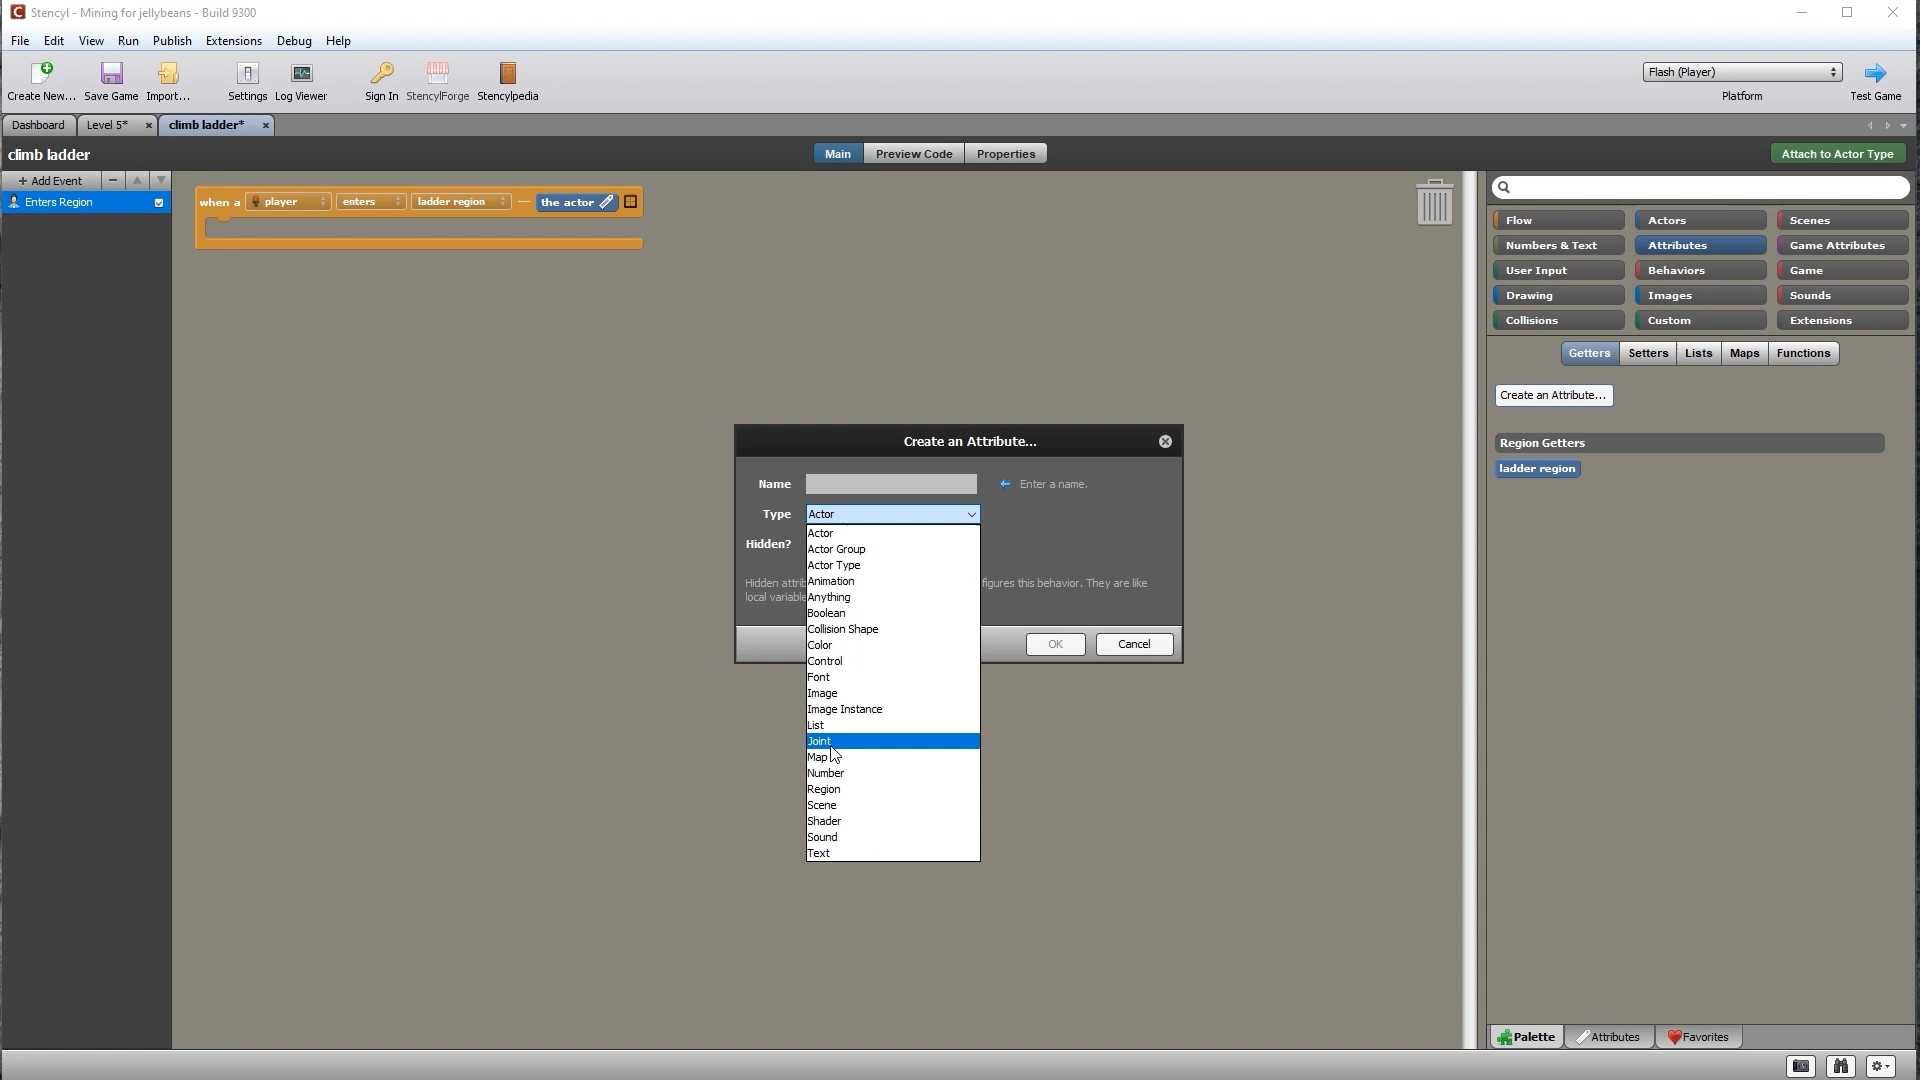 Stencyl - Mining for jellybeans - Build 9300
File Edit View Run Publish Extensions Debug Help
Create New... Save Game Import... Settings Log Viewer Sign In StencylForge Stencylpedia
Flash (Player)
Platform
Test Game
Dashboard Level 5* climb ladder*
climb ladder
Main Preview Code Properties
Attach to Actor Type
+ Add Event
Enters Region
when a player enters ladder region — the actor
Flow Actors Scenes
Numbers & Text Attributes Game Attributes
User Input Behaviors Game
Drawing Images Sounds
Collisions Custom Extensions
Getters Setters Lists Maps Functions
Create an Attribute...
Region Getters
ladder region
Create an Attribute...
Name
Enter a name.
Type Actor
Hidden?
Hidden attrib
figures this behavior. They are like
local variable
OK Cancel
Actor
Actor Group
Actor Type
Animation
Anything
Boolean
Collision Shape
Color
Control
Font
Image
Image Instance
List
Joint
Map
Number
Region
Scene
Shader
Sound
Text
Palette Attributes Favorites